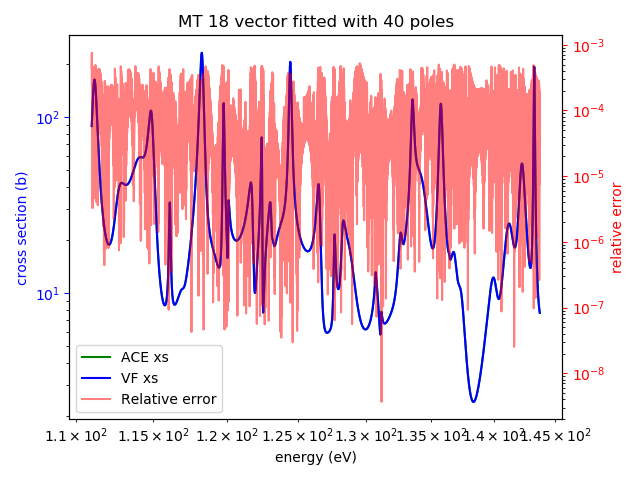 MT 18 vector fitted with 40 poles
10²
10¹
cross section (b)
10⁻³
10⁻⁴
10⁻⁵
10⁻⁶
10⁻⁷
10⁻⁸
relative error
ACE xs
VF xs
Relative error
1.1 × 10² 1.15 × 10² 1.2 × 10² 1.25 × 10² 1.3 × 10² 1.35 × 10² 1.4 × 10² 1.45 × 10²
energy (eV)